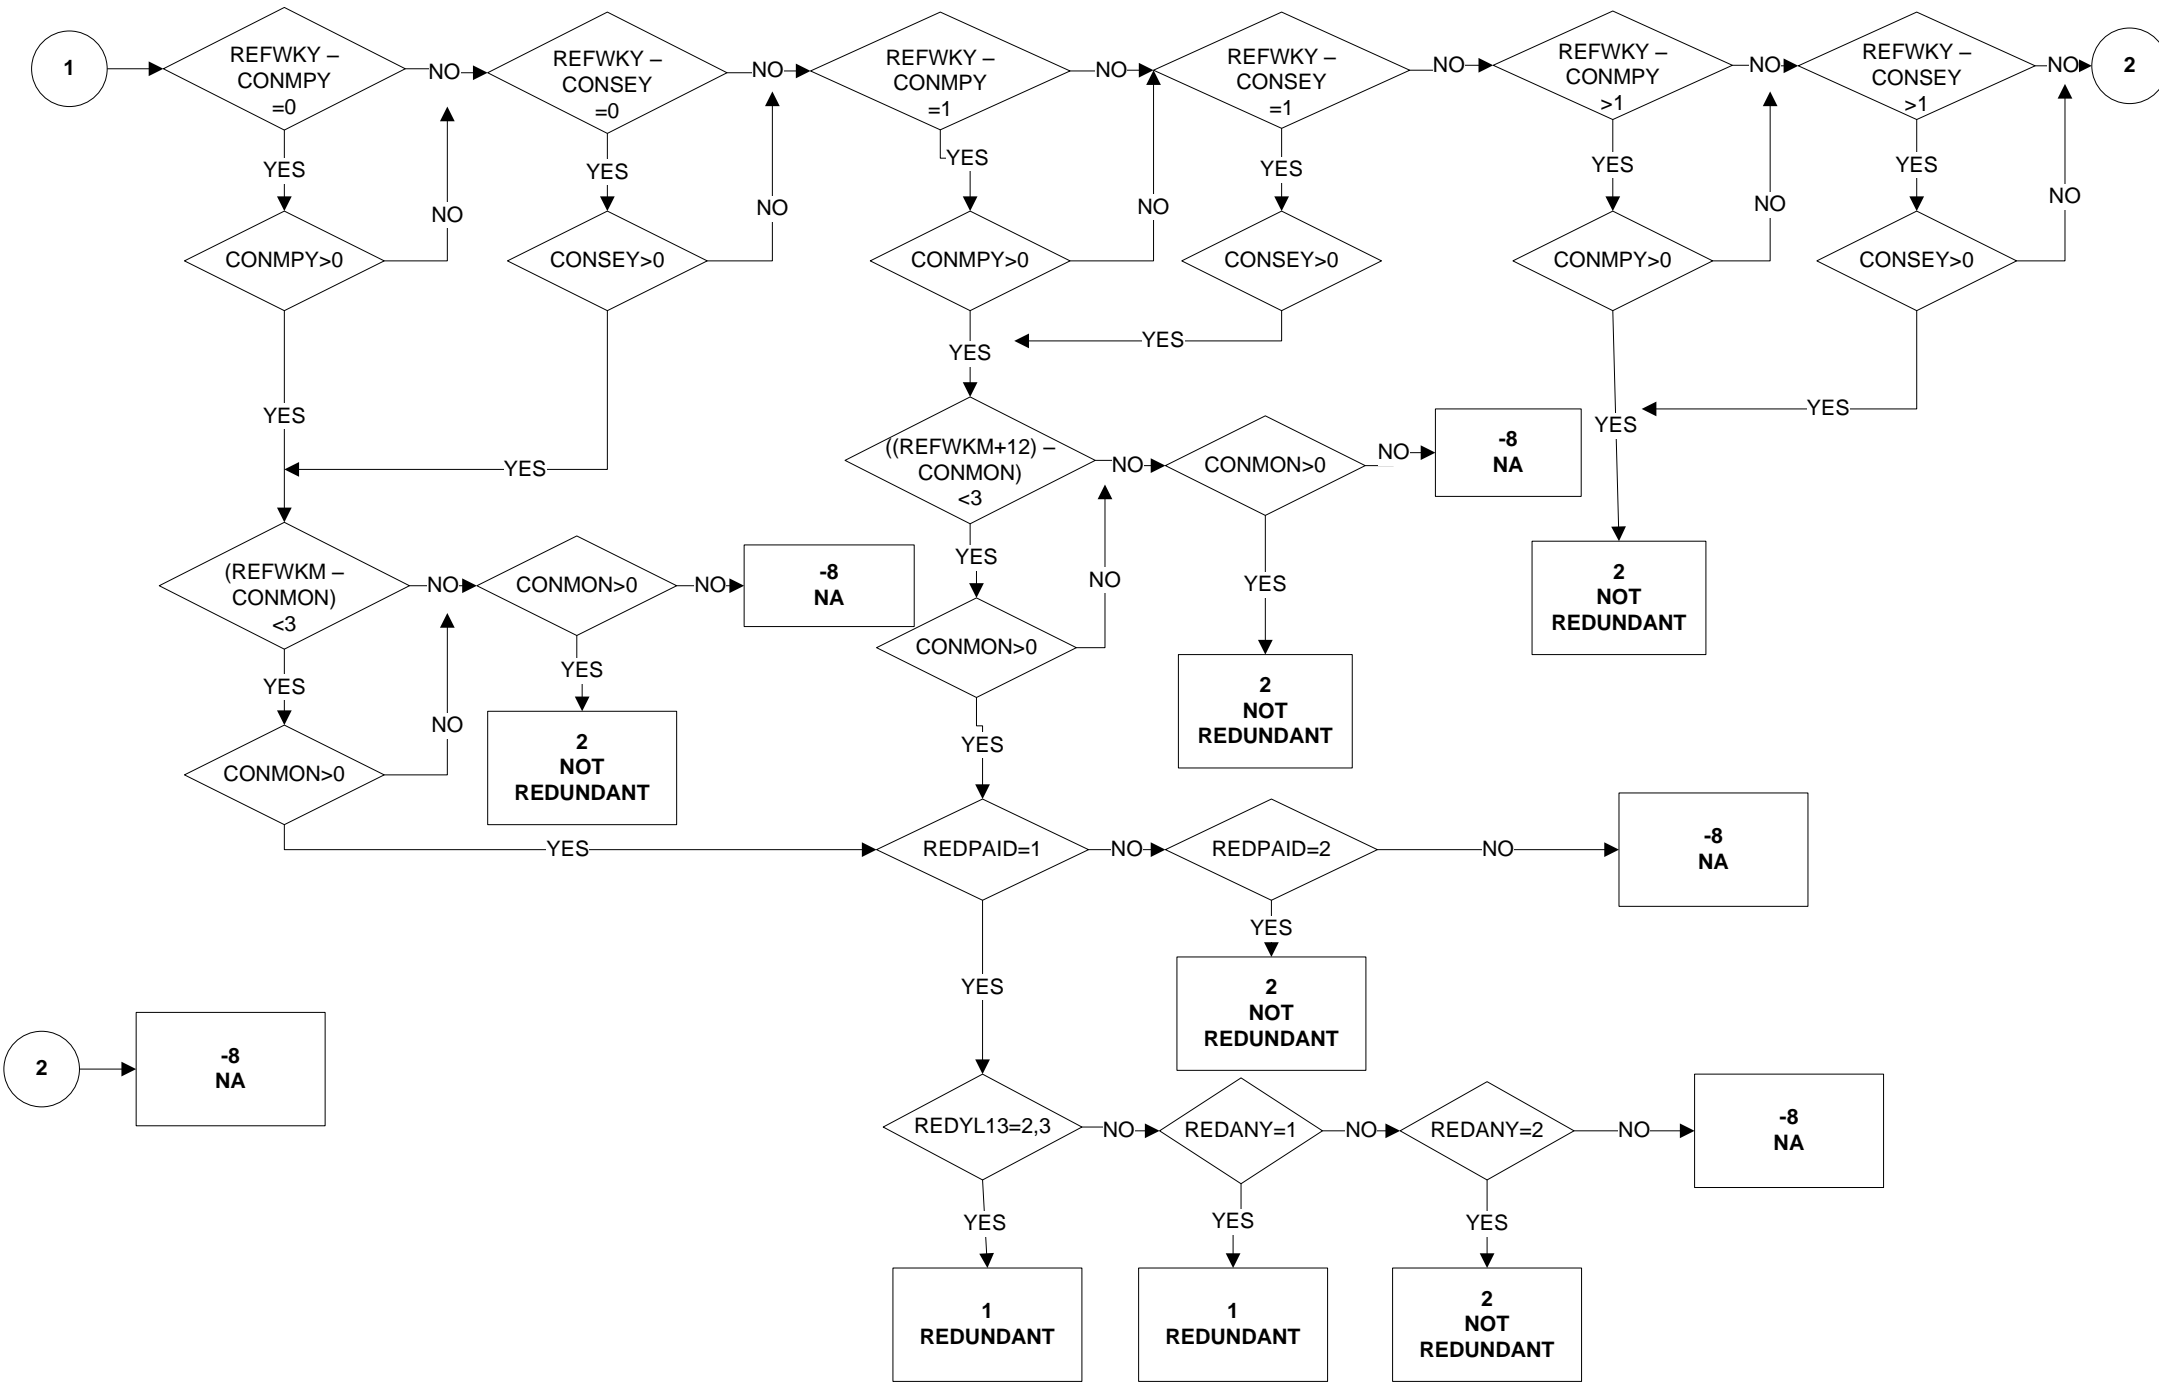 1
REFWKY –
CONMPY
=0
NO
REFWKY –
CONSEY
=0
NO
REFWKY –
CONMPY
=1
NO
REFWKY –
CONSEY
=1
NO
REFWKY –
CONMPY
>1
NO
REFWKY –
CONSEY
>1
NO
2
YES
YES
YES
YES
YES
YES
NO
NO
NO
NO
NO
CONMPY>0
CONSEY>0
CONMPY>0
CONSEY>0
CONMPY>0
CONSEY>0
YES
YES
YES
YES
YES
YES
((REFWKM+12) –
CONMON)
<3
NO
CONMON>0
NO
-8
NA
YES
NO
YES
2
NOT
REDUNDANT
(REFWKM –
CONMON)
<3
NO
CONMON>0
NO
-8
NA
CONMON>0
2
NOT
REDUNDANT
YES
NO
YES
2
NOT
REDUNDANT
CONMON>0
YES
YES
REDPAID=1
NO
REDPAID=2
NO
-8
NA
YES
YES
2
NOT
REDUNDANT
2
-8
NA
REDYL13=2,3
NO
REDANY=1
NO
REDANY=2
NO
-8
NA
YES
YES
YES
1
REDUNDANT
1
REDUNDANT
2
NOT
REDUNDANT